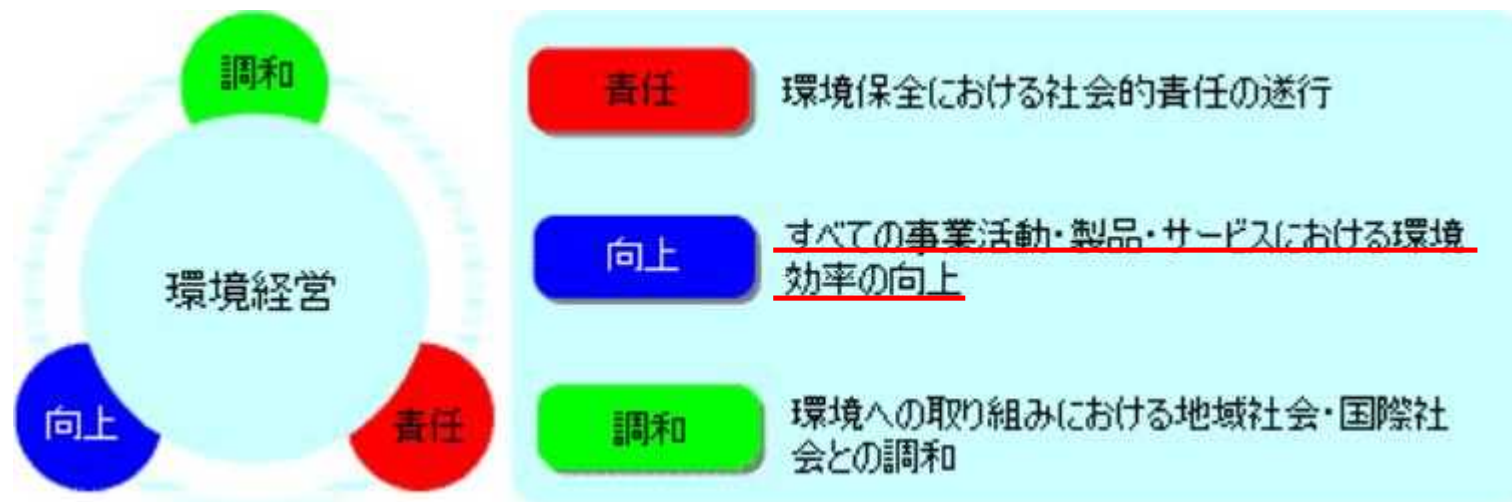 調和
環境経営
向上
責任
責任
環境保全における社会的責任の遂行
向上
すべての事業活動・製品・サービスにおける環境
効率の向上
調和
環境への取り組みにおける地域社会・国際社
会との調和